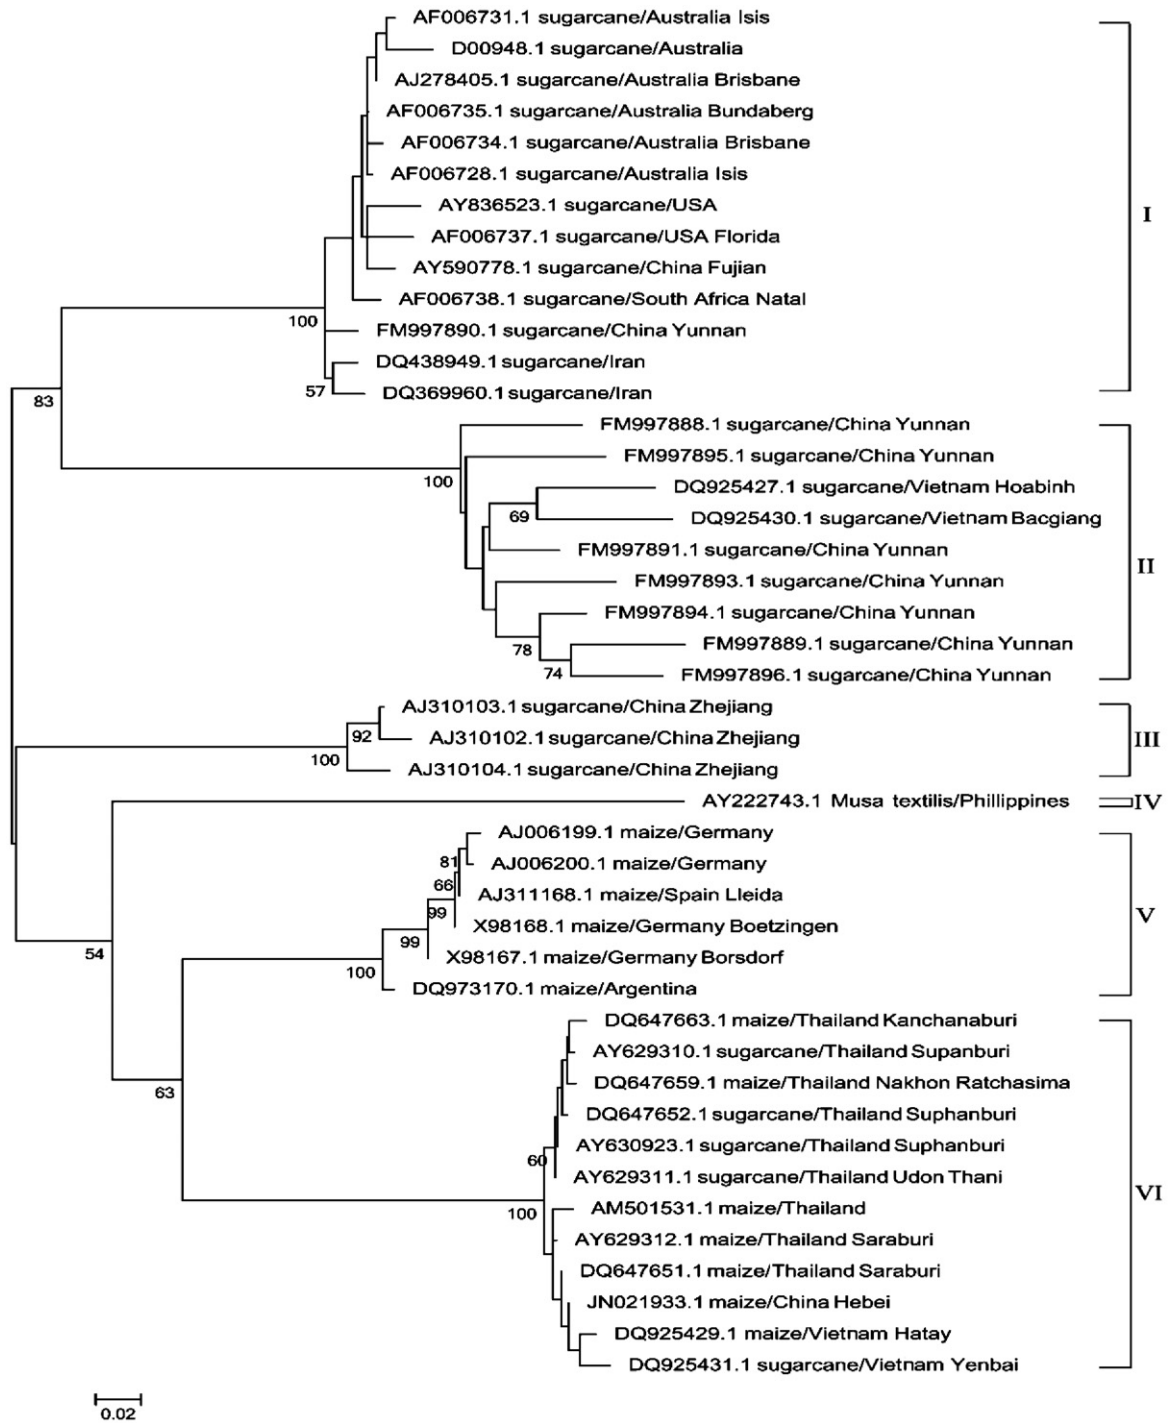 AF006731.1 sugarcane/Australia Isis
D00948.1 sugarcane/Australia
AJ278405.1 sugarcane/Australia Brisbane
AF006735.1 sugarcane/Australia Bundaberg
AF006734.1 sugarcane/Australia Brisbane
AF006728.1 sugarcane/Australia Isis
AY836523.1 sugarcane/USA
I
AF006737.1 sugarcane/USA Florida
AY590778.1 sugarcane/China Fujian
AF006738.1 sugarcane/South Africa Natal
100
FM997890.1 sugarcane/China Yunnan
DQ438949.1 sugarcane/Iran
57
DQ369960.1 sugarcane/Iran
83
FM997888.1 sugarcane/China Yunnan
FM997895.1 sugarcane/China Yunnan
100
DQ925427.1 sugarcane/Vietnam Hoabinh
69
DQ925430.1 sugarcane/Vietnam Bacgiang
FM997891.1 sugarcane/China Yunnan
II
FM997893.1 sugarcane/China Yunnan
FM997894.1 sugarcane/China Yunnan
78
FM997889.1 sugarcane/China Yunnan
74
FM997896.1 sugarcane/China Yunnan
AJ310103.1 sugarcane/China Zhejiang
92
AJ310102.1 sugarcane/China Zhejiang
III
100
AJ310104.1 sugarcane/China Zhejiang
AY222743.1 Musa textilis/Phillippines
IV
AJ006199.1 maize/Germany
81
AJ006200.1 maize/Germany
66
AJ311168.1 maize/Spain Lleida
99
V
X98168.1 maize/Germany Boetzingen
99
54
X98167.1 maize/Germany Borsdorf
100
DQ973170.1 maize/Argentina
DQ647663.1 maize/Thailand Kanchanaburi
AY629310.1 sugarcane/Thailand Supanburi
DQ647659.1 maize/Thailand Nakhon Ratchasima
63
DQ647652.1 sugarcane/Thailand Suphanburi
AY630923.1 sugarcane/Thailand Suphanburi
60
AY629311.1 sugarcane/Thailand Udon Thani
VI
AM501531.1 maize/Thailand
100
AY629312.1 maize/Thailand Saraburi
DQ647651.1 maize/Thailand Saraburi
JN021933.1 maize/China Hebei
DQ925429.1 maize/Vietnam Hatay
DQ925431.1 sugarcane/Vietnam Yenbai
0.02